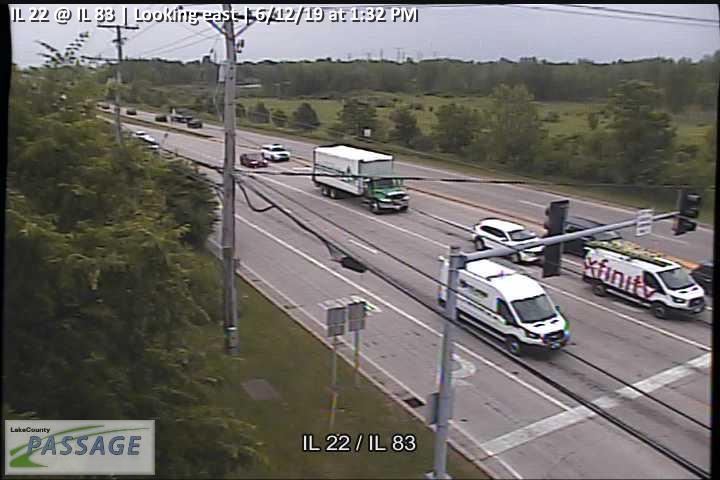 IL 22 @ IL 83 | Looking east | 6/12/19 at 1:32 PM
xfinity
LakeCounty
PASSAGE
IL 22 / IL 83